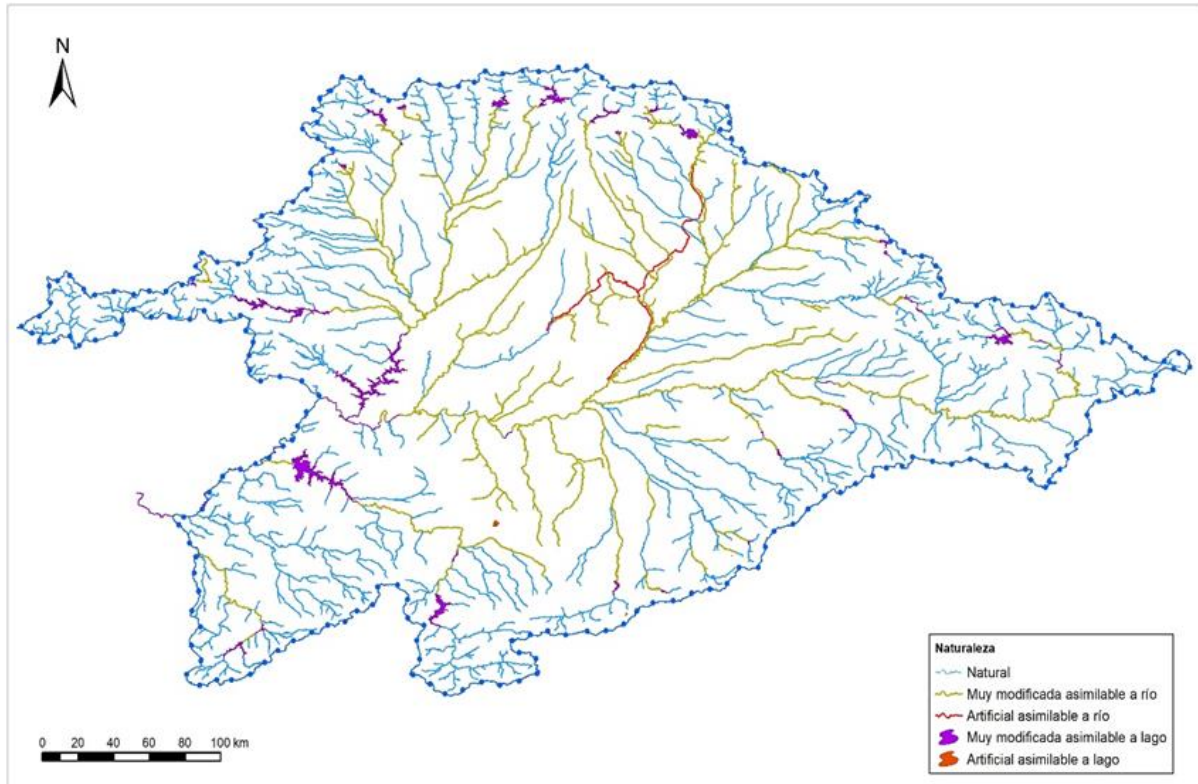 N
0 20 40 60 80 100 km
Naturaleza
Natural
Muy modificada asimilable a río
Artificial asimilable a río
Muy modificada asimilable a lago
Artificial asimilable a lago